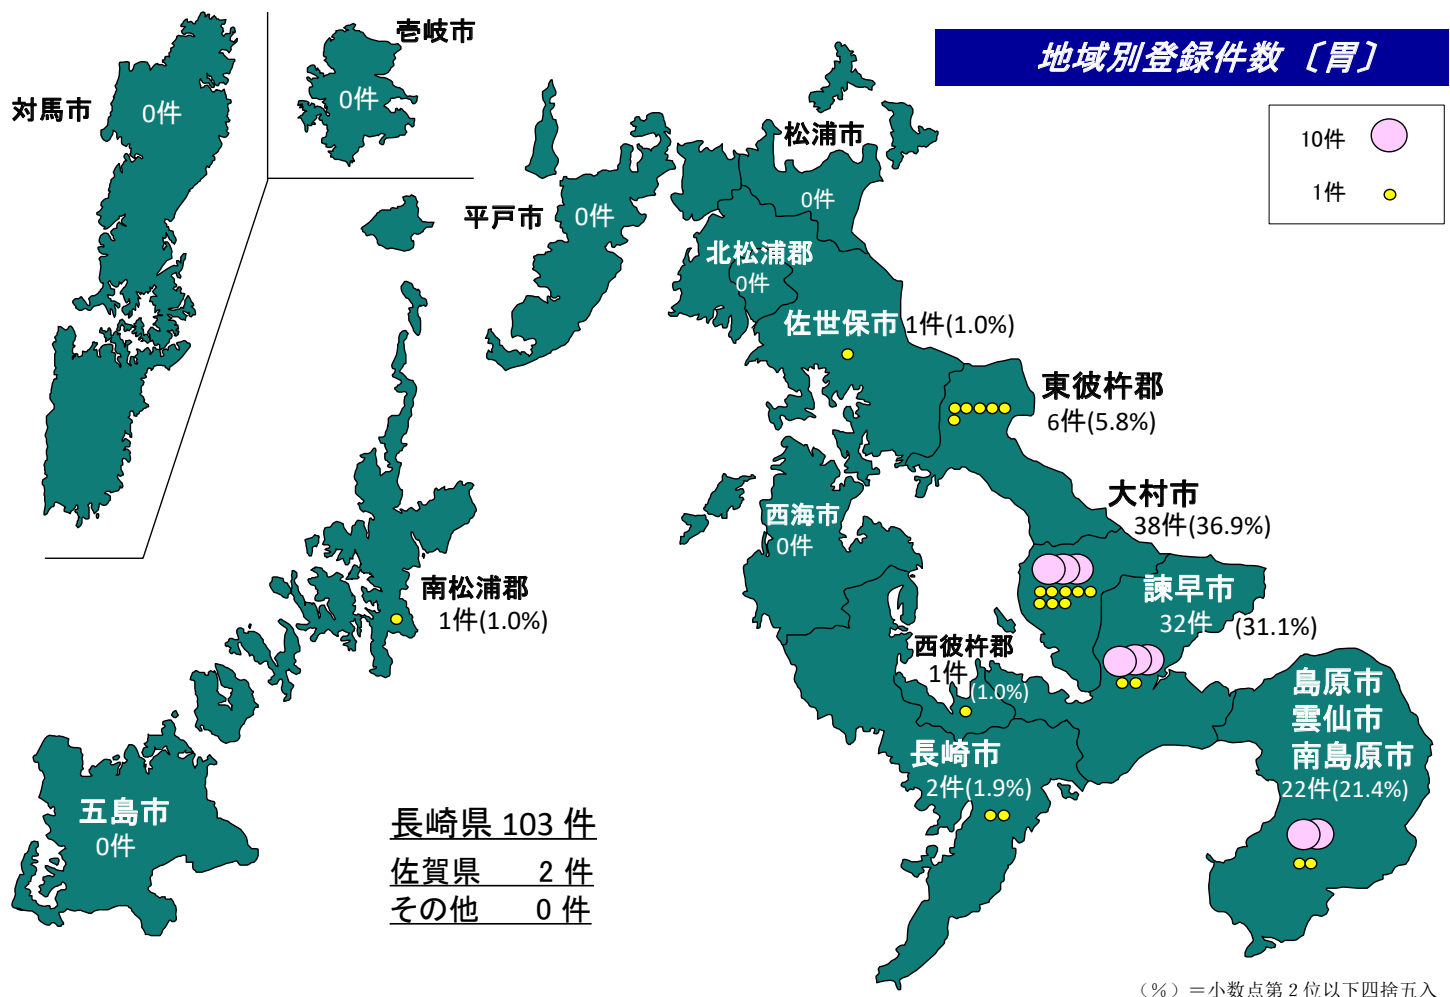 地域別登録件数〔胃〕
10件
1件
対馬市
0件
壱岐市
0件
松浦市
0件
平戸市
0件
北松浦郡
0件
佐世保市 1件(1.0%)
東彼杵郡
6件(5.8%)
大村市
38件(36.9%)
西海市
0件
諫早市
32件
(31.1%)
南松浦郡
1件(1.0%)
西彼杵郡
1件
(1.0%)
島原市
雲仙市
南島原市
22件(21.4%)
長崎市
2件(1.9%)
五島市
0件
長崎県 103 件
佐賀県 2 件
その他 0 件
（%）＝小数点第２位以下四捨五入